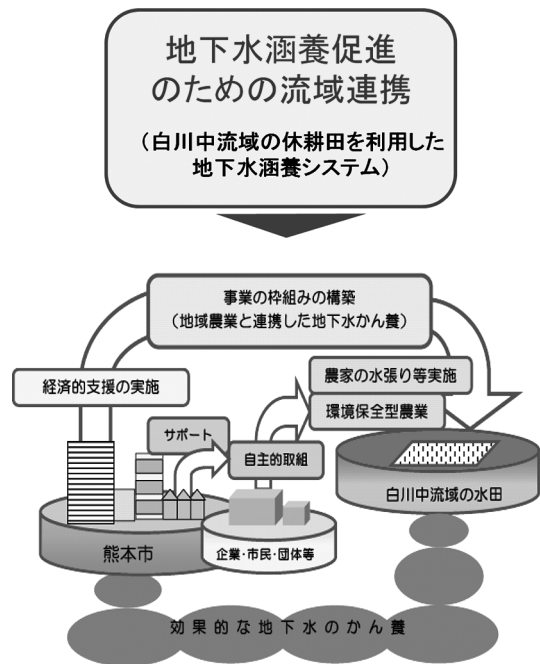 地下水涵養促進
のための流域連携
（白川中流域の休耕田を利用した
地下水涵養システム）
事業の枠組みの構築
（地域農業と連携した地下水かん養）
農家の水張り等実施
経済的支援の実施
環境保全型農業
サポート
自主的取組
白川中流域の水田
熊本市
企業・市民・団体等
効果的な地下水のかん養